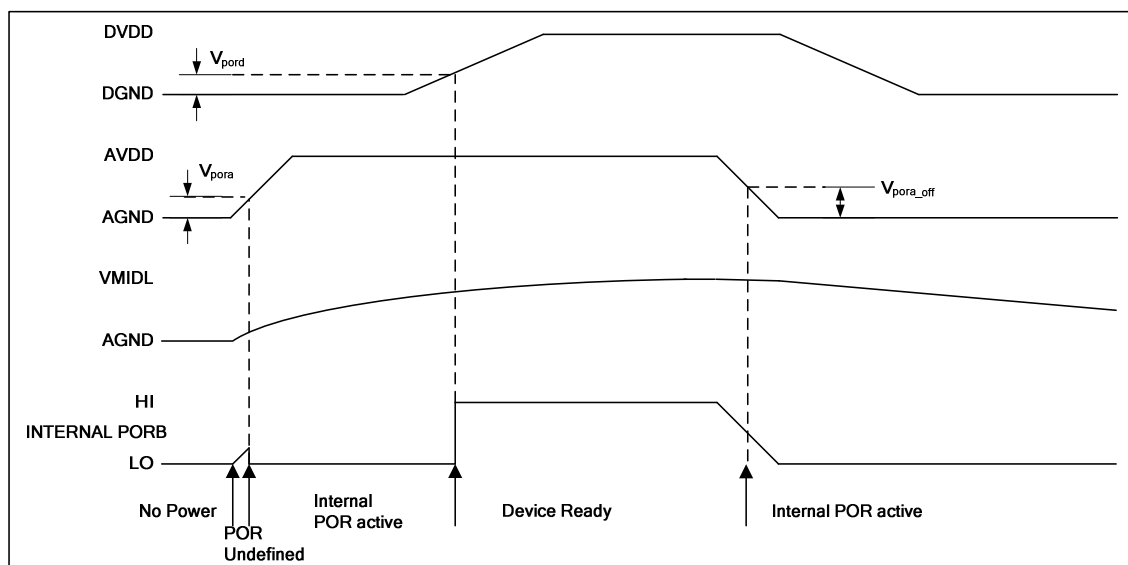 DVDD
Vpord
DGND
AVDD
Vpora
Vpora_off
AGND
VMIDL
AGND
HI
INTERNAL PORB
LO
No Power
POR
Undefined
Internal
POR active
Device Ready
Internal POR active